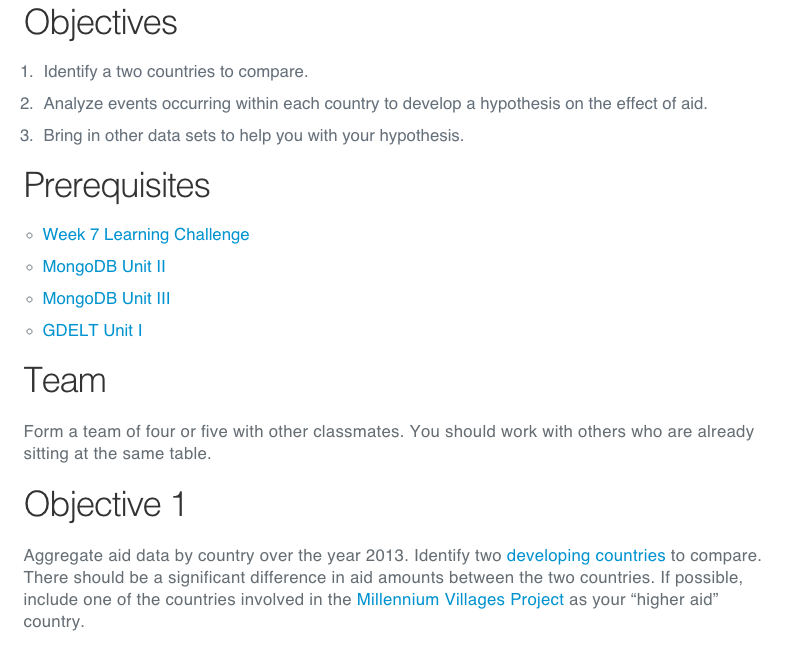 Objectives
1. Identify a two countries to compare.
2. Analyze events occurring within each country to develop a hypothesis on the effect of aid.
3. Bring in other data sets to help you with your hypothesis.
Prerequisites
Week 7 Learning Challenge
MongoDB Unit II
MongoDB Unit III
GDELT Unit I
Team
Form a team of four or five with other classmates. You should work with others who are already
sitting at the same table.
Objective 1
Aggregate aid data by country over the year 2013. Identify two developing countries to compare.
There should be a significant difference in aid amounts between the two countries. If possible,
include one of the countries involved in the Millennium Villages Project as your “higher aid”
country.